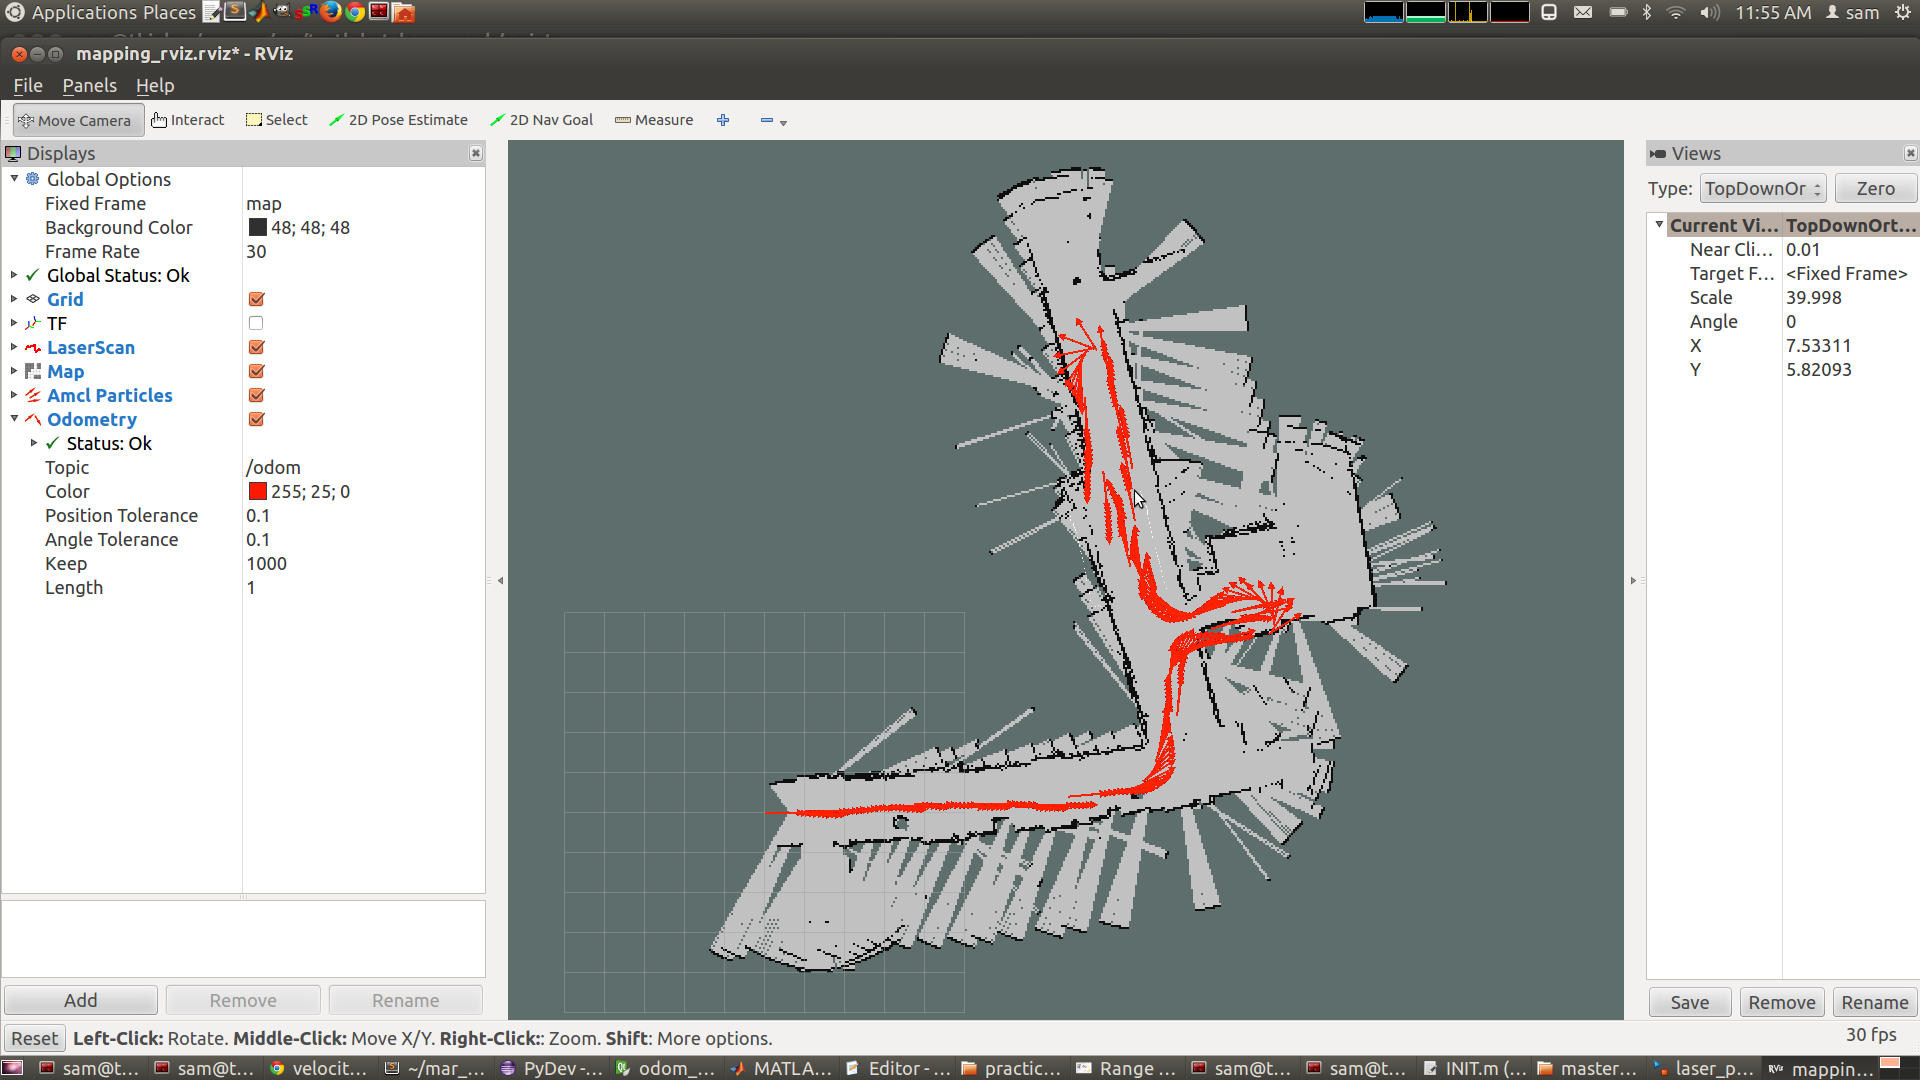 Applications Places
11:55 AM
sam
mapping_rviz.rviz* - RViz
File Panels Help
Move Camera Interact Select 2D Pose Estimate 2D Nav Goal Measure
Displays
Global Options
Fixed Frame map
Background Color 48; 48; 48
Frame Rate 30
Global Status: Ok
Grid
TF
LaserScan
Map
Amcl Particles
Odometry
Status: Ok
Topic /odom
Color 255; 25; 0
Position Tolerance 0.1
Angle Tolerance 0.1
Keep 1000
Length 1
Add Remove Rename
Views
Type: TopDownOr Zero
Current Vi... TopDownOrt...
Near Cli... 0.01
Target F... <Fixed Frame>
Scale 39.998
Angle 0
X 7.53311
Y 5.82093
Save Remove Rename
Reset Left-Click: Rotate. Middle-Click: Move X/Y. Right-Click:: Zoom. Shift: More options.
30 fps
sam@t... sam@t... velocit... ~/mar_... PyDev -... odom_... MATLA... Editor -... practic... Range ... sam@t... sam@t... INIT.m (... master... laser_p... mappin...